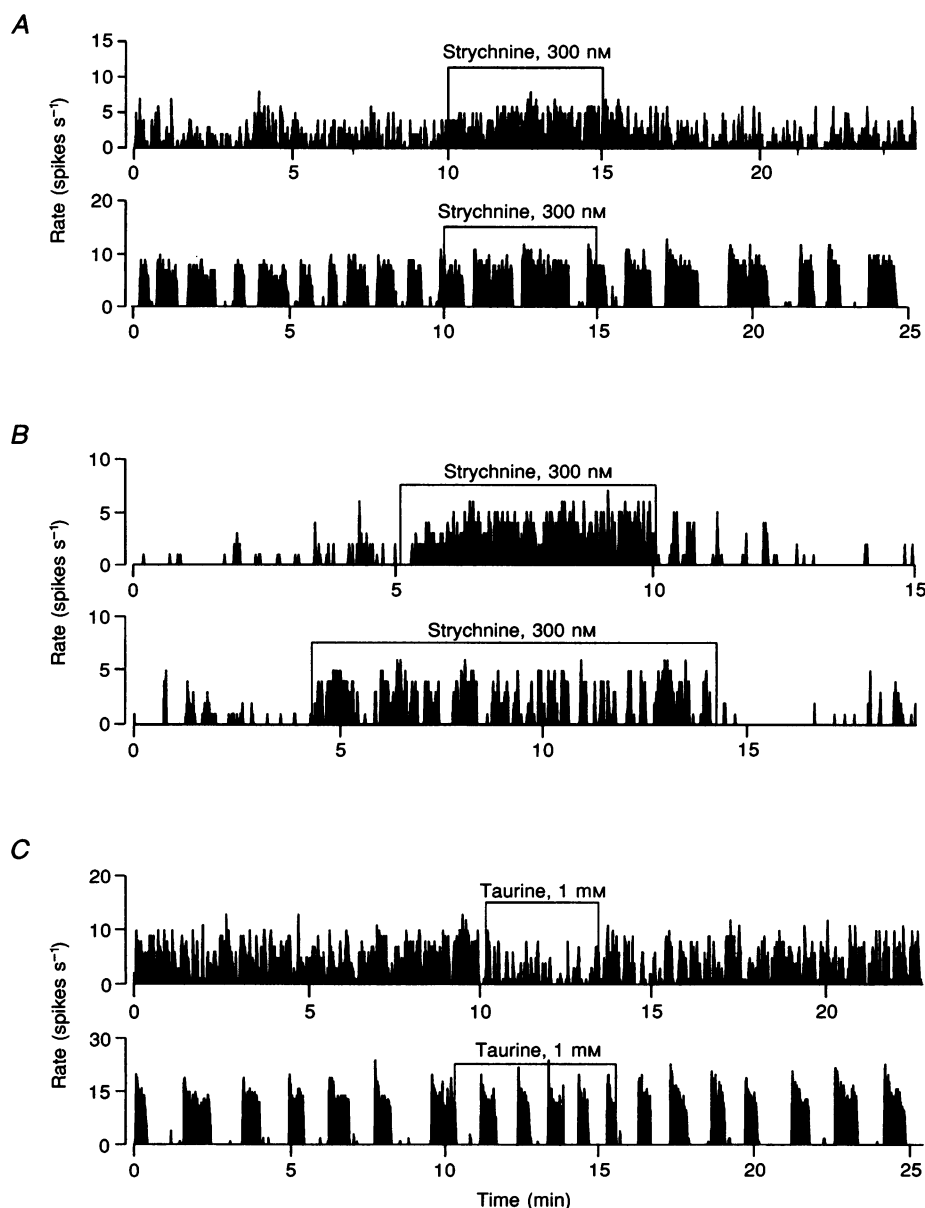 A
Rate (spikes s⁻¹)
15
10
5
0
Strychnine, 300 nM
0 5 10 15 20
20
10
0
Strychnine, 300 nM
0 5 10 15 20 25
B
Rate (spikes s⁻¹)
10
5
0
Strychnine, 300 nM
0 5 10 15
10
5
0
Strychnine, 300 nM
0 5 10 15
C
Rate (spikes s⁻¹)
20
10
0
Taurine, 1 mM
0 5 10 15 20
30
15
0
Taurine, 1 mM
0 5 10 15 20 25
Time (min)